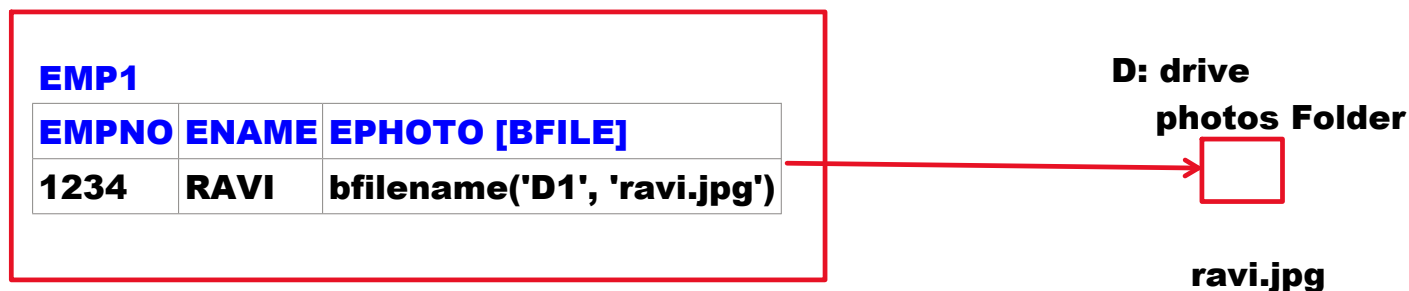 EMP1
EMPNO ENAME EPHOTO [BFILE]
1234 RAVI bfilename('D1', 'ravi.jpg')
D: drive
photos Folder
ravi.jpg